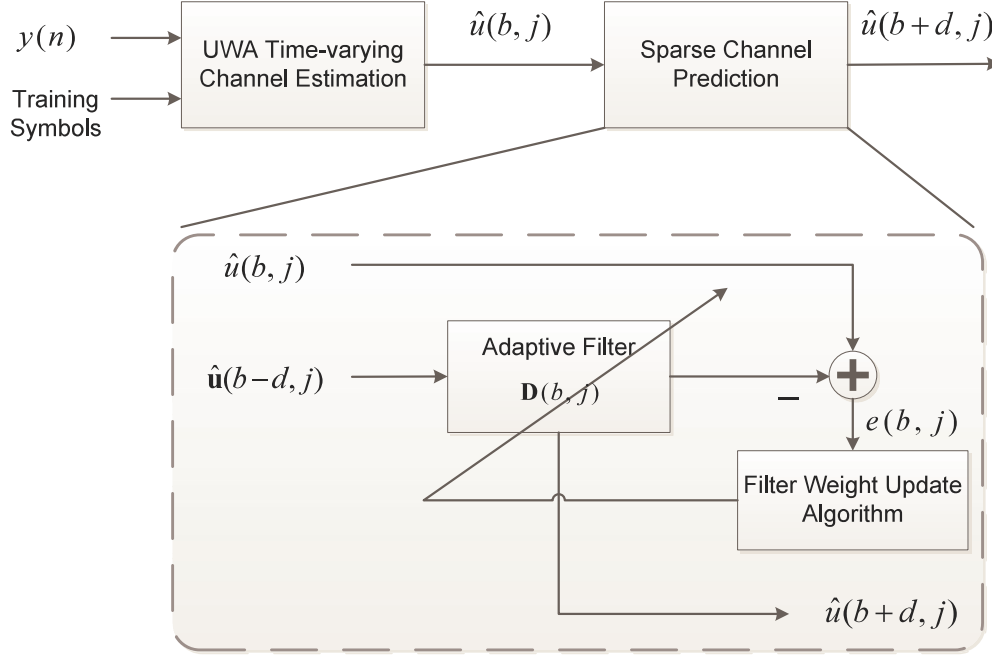 y(n)
Training
Symbols
UWA Time-varying
Channel Estimation
û(b, j)
Sparse Channel
Prediction
û(b+d, j)
û(b, j)
û(b−d, j)
Adaptive Filter
D(b, j)
+
−
e(b, j)
Filter Weight Update
Algorithm
û(b+d, j)